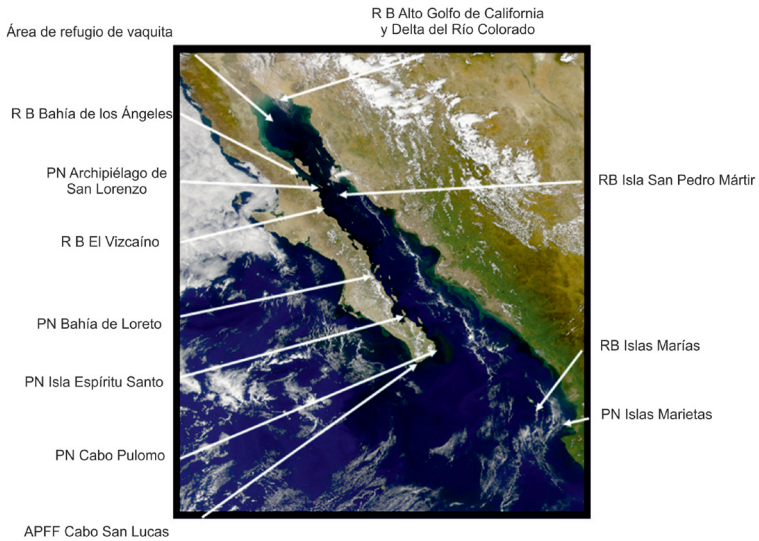 Área de refugio de vaquita
R B Alto Golfo de California
y Delta del Río Colorado
R B Bahía de los Ángeles
PN Archipiélago de
San Lorenzo
RB Isla San Pedro Mártir
R B El Vizcaíno
PN Bahía de Loreto
RB Islas Marías
PN Isla Espíritu Santo
PN Islas Marietas
PN Cabo Pulomo
APFF Cabo San Lucas